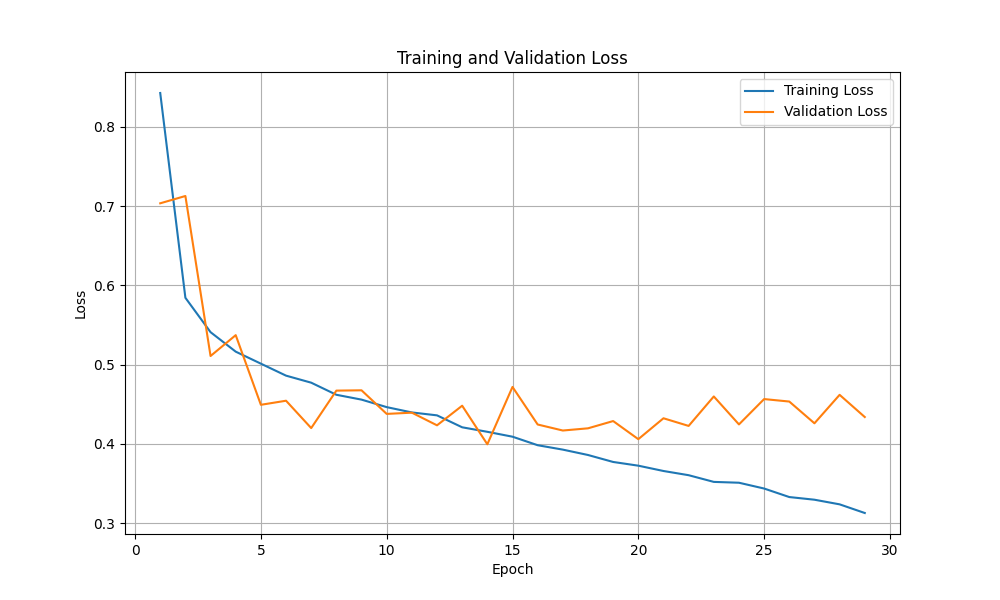 Training and Validation Loss
Training Loss
Validation Loss
0.8
0.7
0.6
0.5
0.4
0.3
Loss
0 5 10 15 20 25 30
Epoch